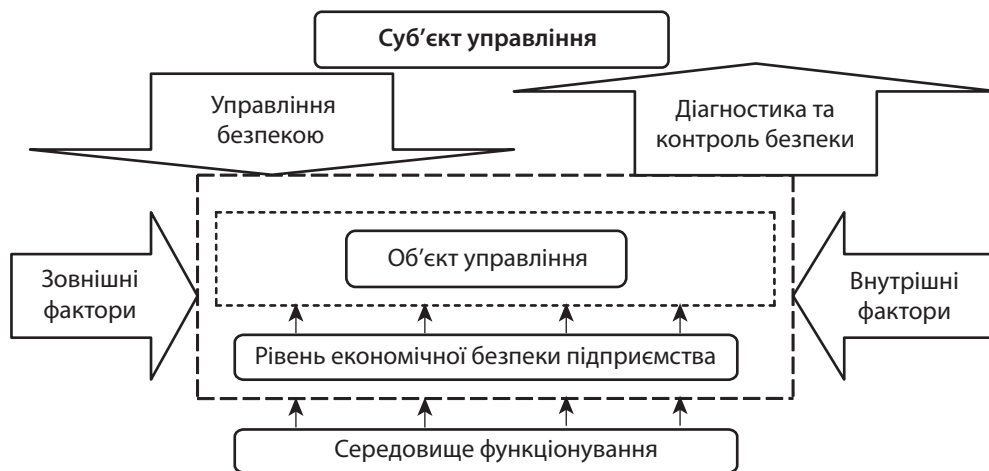 Суб’єкт управління
Управління
безпекою
Діагностика та
контроль безпеки
Об’єкт управління
Зовнішні
фактори
Внутрішні
фактори
Рівень економічної безпеки підприємства
Середовище функціонування